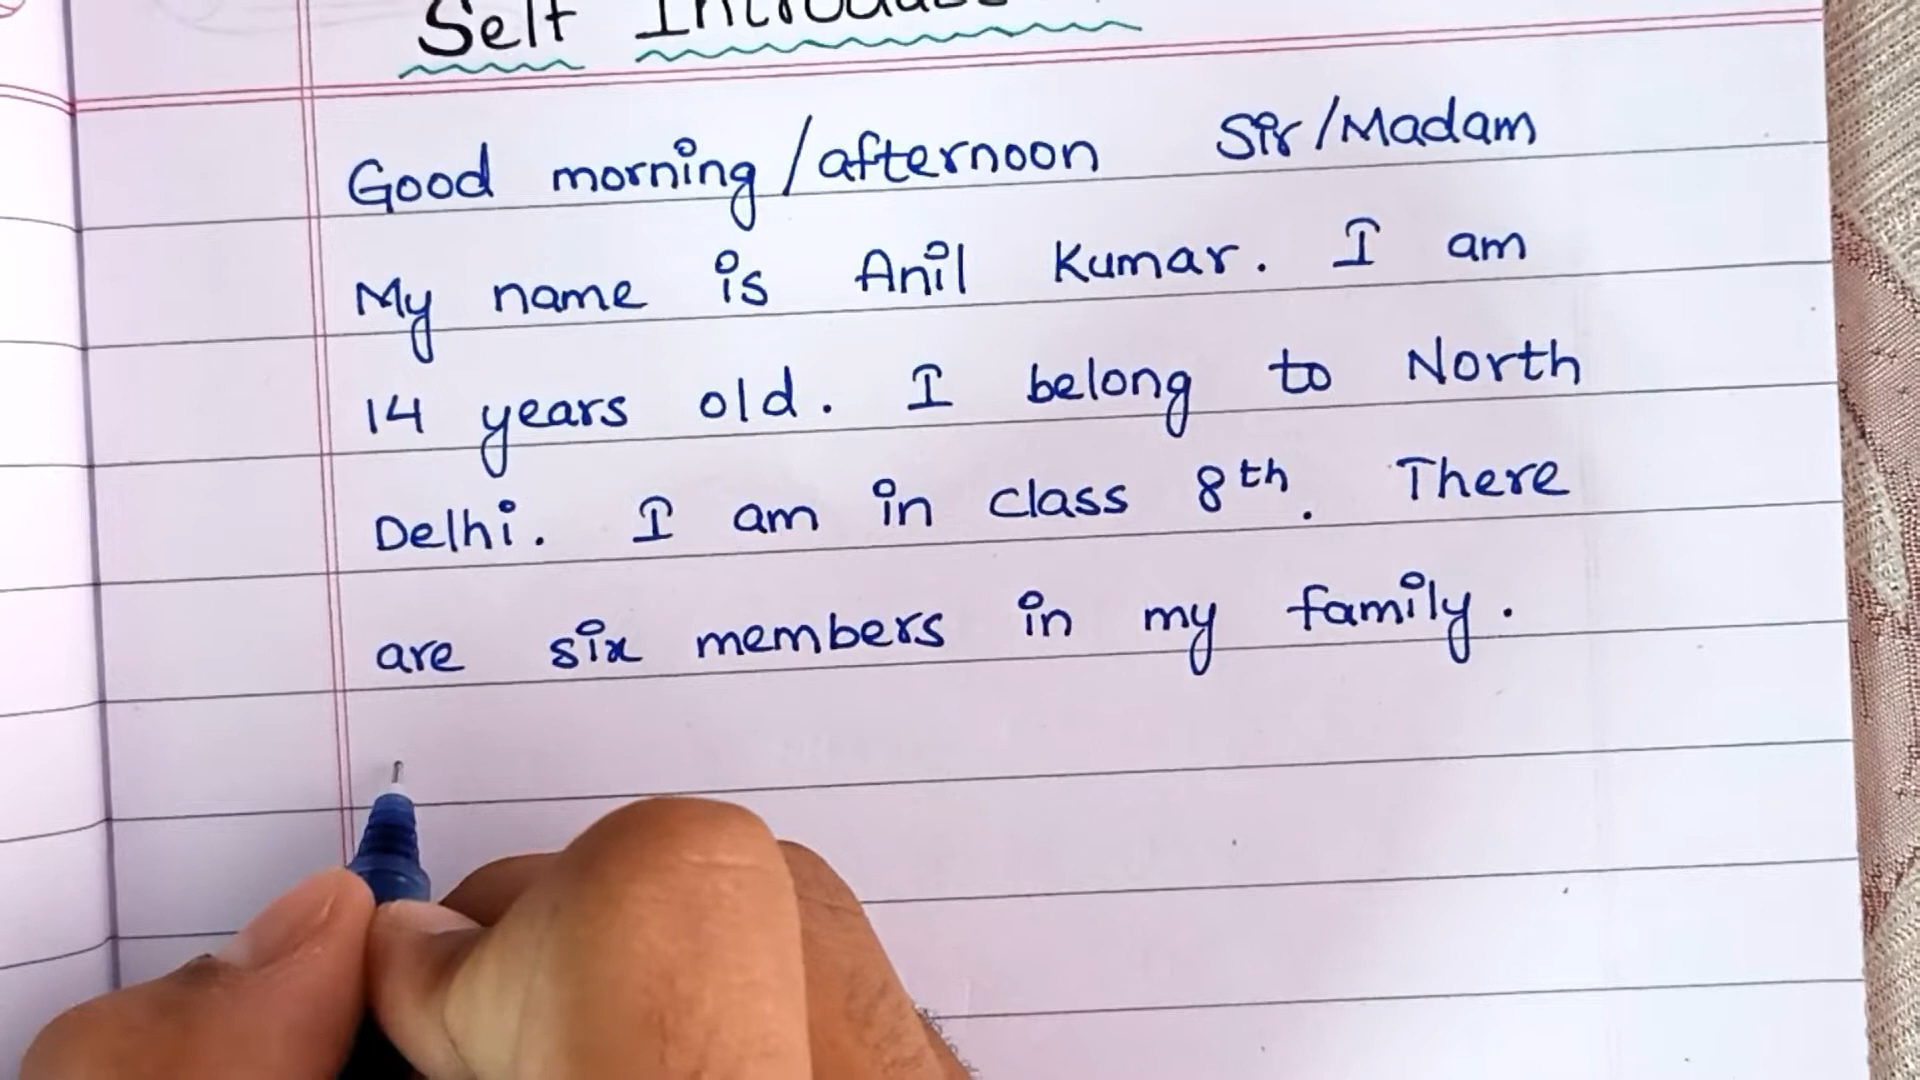 Self
Good morning/afternoon Sir/Madam
My name is Anil Kumar. I am
14 years old. I belong to North
Delhi. I am in class 8th. There
are six members in my family.